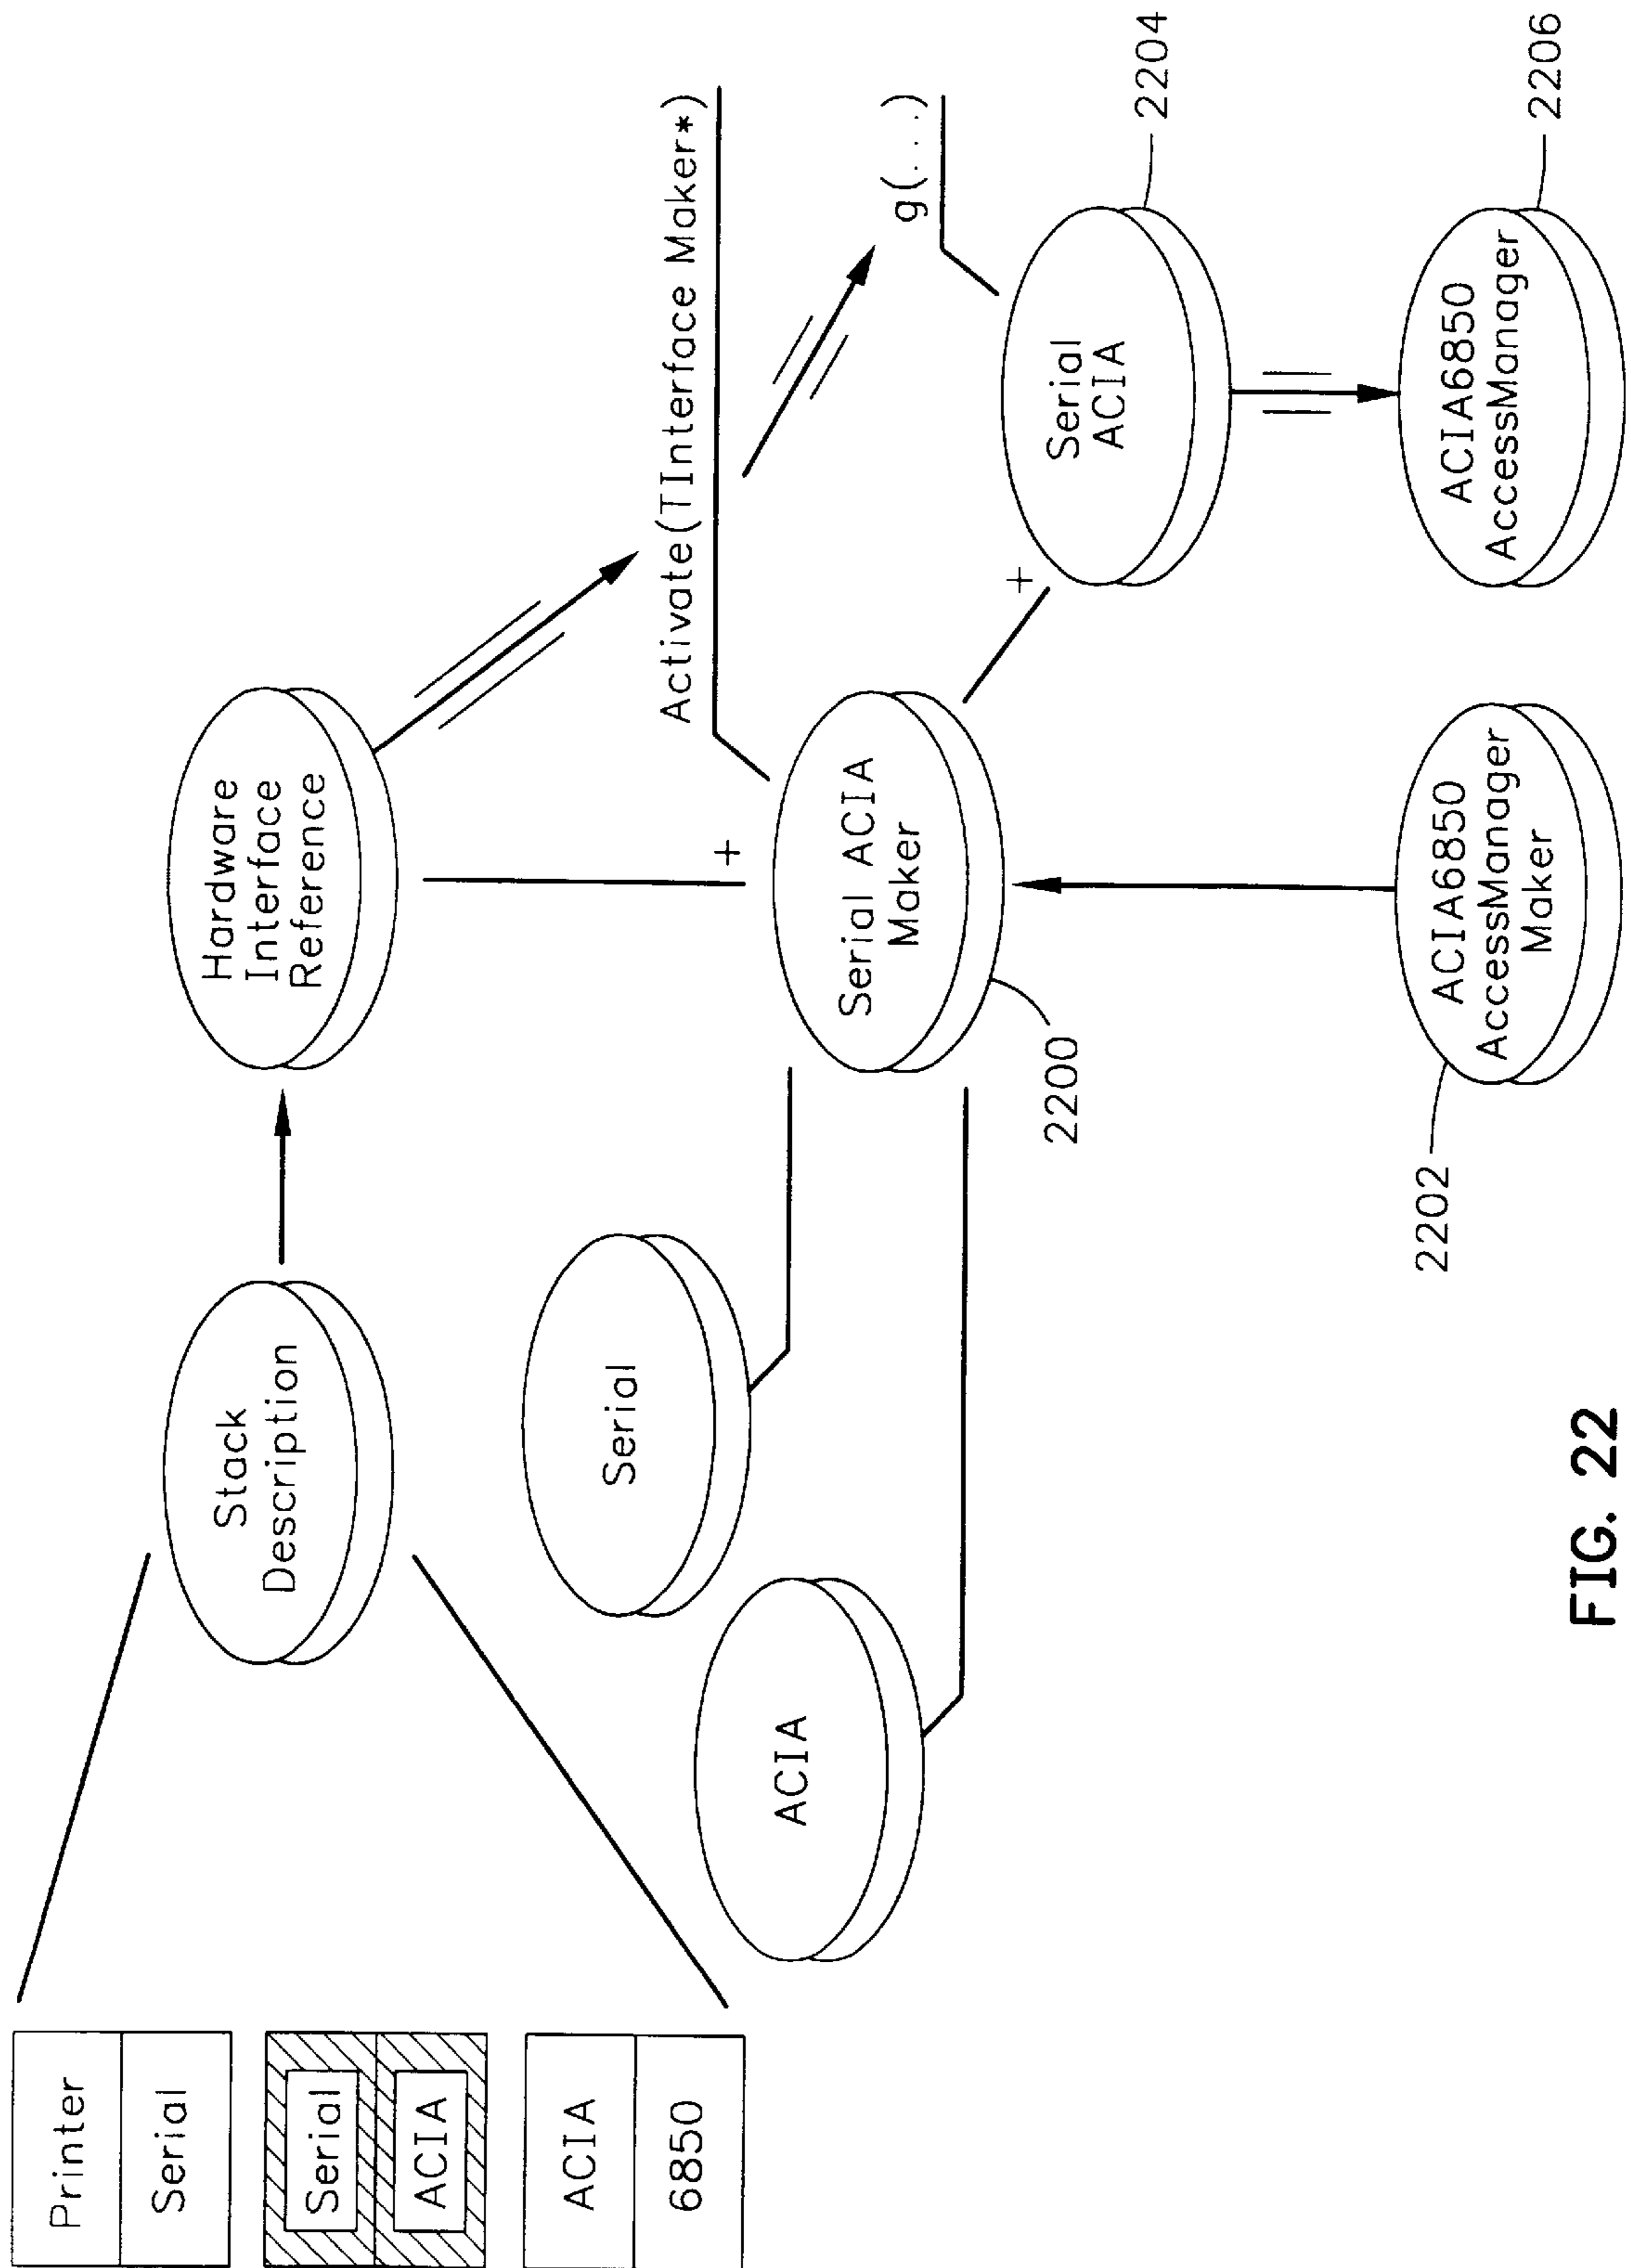 Printer
Serial
Serial
ACIA
ACIA
6850
Stack
Description
Hardware
Interface
Reference
Serial
ACIA
Activate(TInterface Maker*)
g(...)
Serial ACIA
Maker
2200
Serial
ACIA
2204
2202
ACIA6850
AccessManager
Maker
ACIA6850
AccessManager
2206
FIG. 22